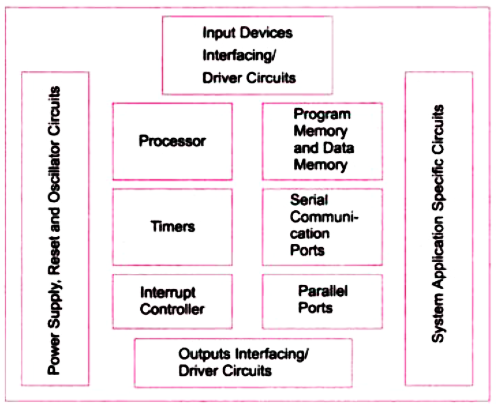 Input Devices
Interfacing/
Driver Circuits
Power Supply, Reset and Oscillator Circuits
Processor
Program
Memory
and Data
Memory
Timers
Serial
Communi-
cation
Ports
Interrupt
Controller
Parallel
Ports
Outputs Interfacing/
Driver Circuits
System Application Specific Circuits